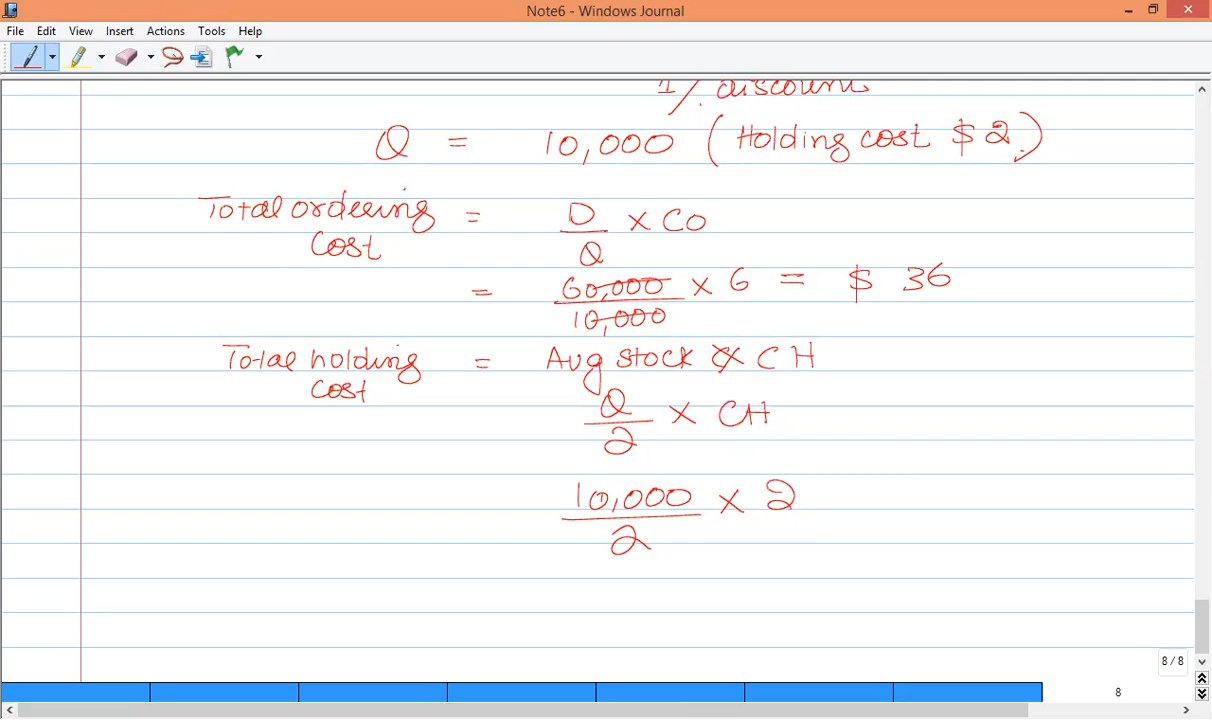 Note6 - Windows Journal
File Edit View Insert Actions Tools Help
1% discount
Q = 10,000 (Holding cost $ 2.)
Total ordering cost = D/Q × CO
= 60,000/10,000 × 6 = $ 36
Total holding cost = Avg stock × CH
Q/2 × CH
10,000/2 × 2
8 / 8
8